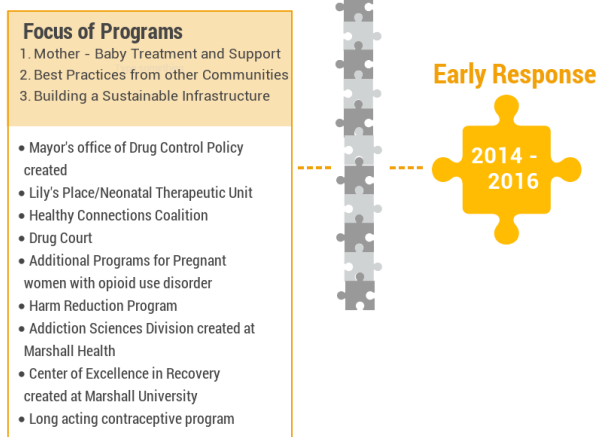 Focus of Programs
1. Mother - Baby Treatment and Support
2. Best Practices from other Communities
3. Building a Sustainable Infrastructure
• Mayor's office of Drug Control Policy
created
• Lily's Place/Neonatal Therapeutic Unit
• Healthy Connections Coalition
• Drug Court
• Additional Programs for Pregnant
women with opioid use disorder
• Harm Reduction Program
• Addiction Sciences Division created at
Marshall Health
• Center of Excellence in Recovery
created at Marshall University
• Long acting contraceptive program
Early Response
2014 -
2016